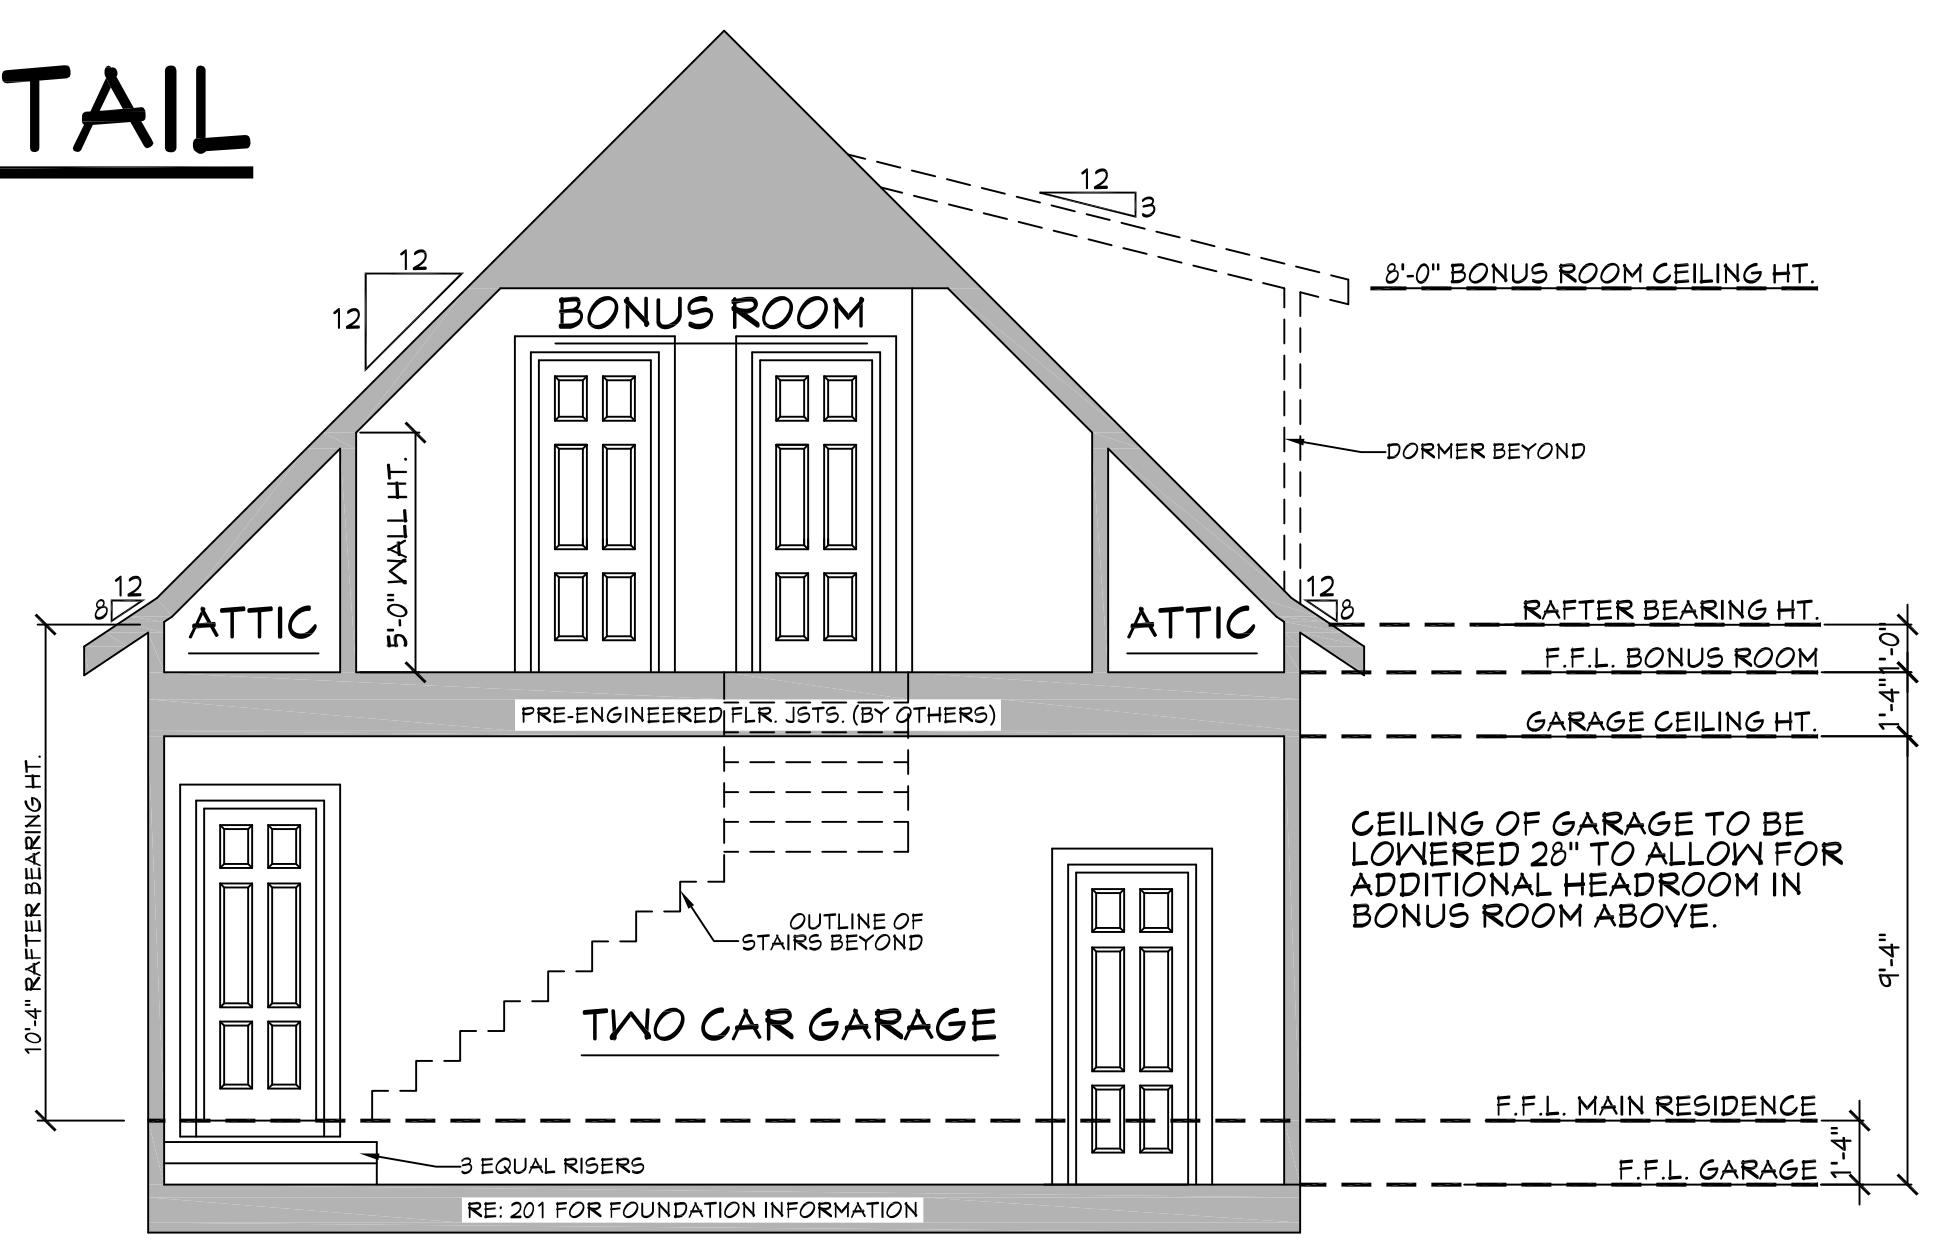 TAIL
12
3
8'-0" BONUS ROOM CEILING HT.
12
12
BONUS ROOM
DORMER BEYOND
5'-0" WALL HT.
12
8
ATTIC
ATTIC
12
8
RAFTER BEARING HT.
1'-0"
F.F.L. BONUS ROOM
1'-4"
PRE-ENGINEERED FLR. JSTS. (BY OTHERS)
GARAGE CEILING HT.
10'-4" RAFTER BEARING HT.
CEILING OF GARAGE TO BE
LOWERED 28" TO ALLOW FOR
ADDITIONAL HEADROOM IN
BONUS ROOM ABOVE.
OUTLINE OF
STAIRS BEYOND
9'-4"
TWO CAR GARAGE
F.F.L. MAIN RESIDENCE
1'-4"
3 EQUAL RISERS
F.F.L. GARAGE
RE: 201 FOR FOUNDATION INFORMATION